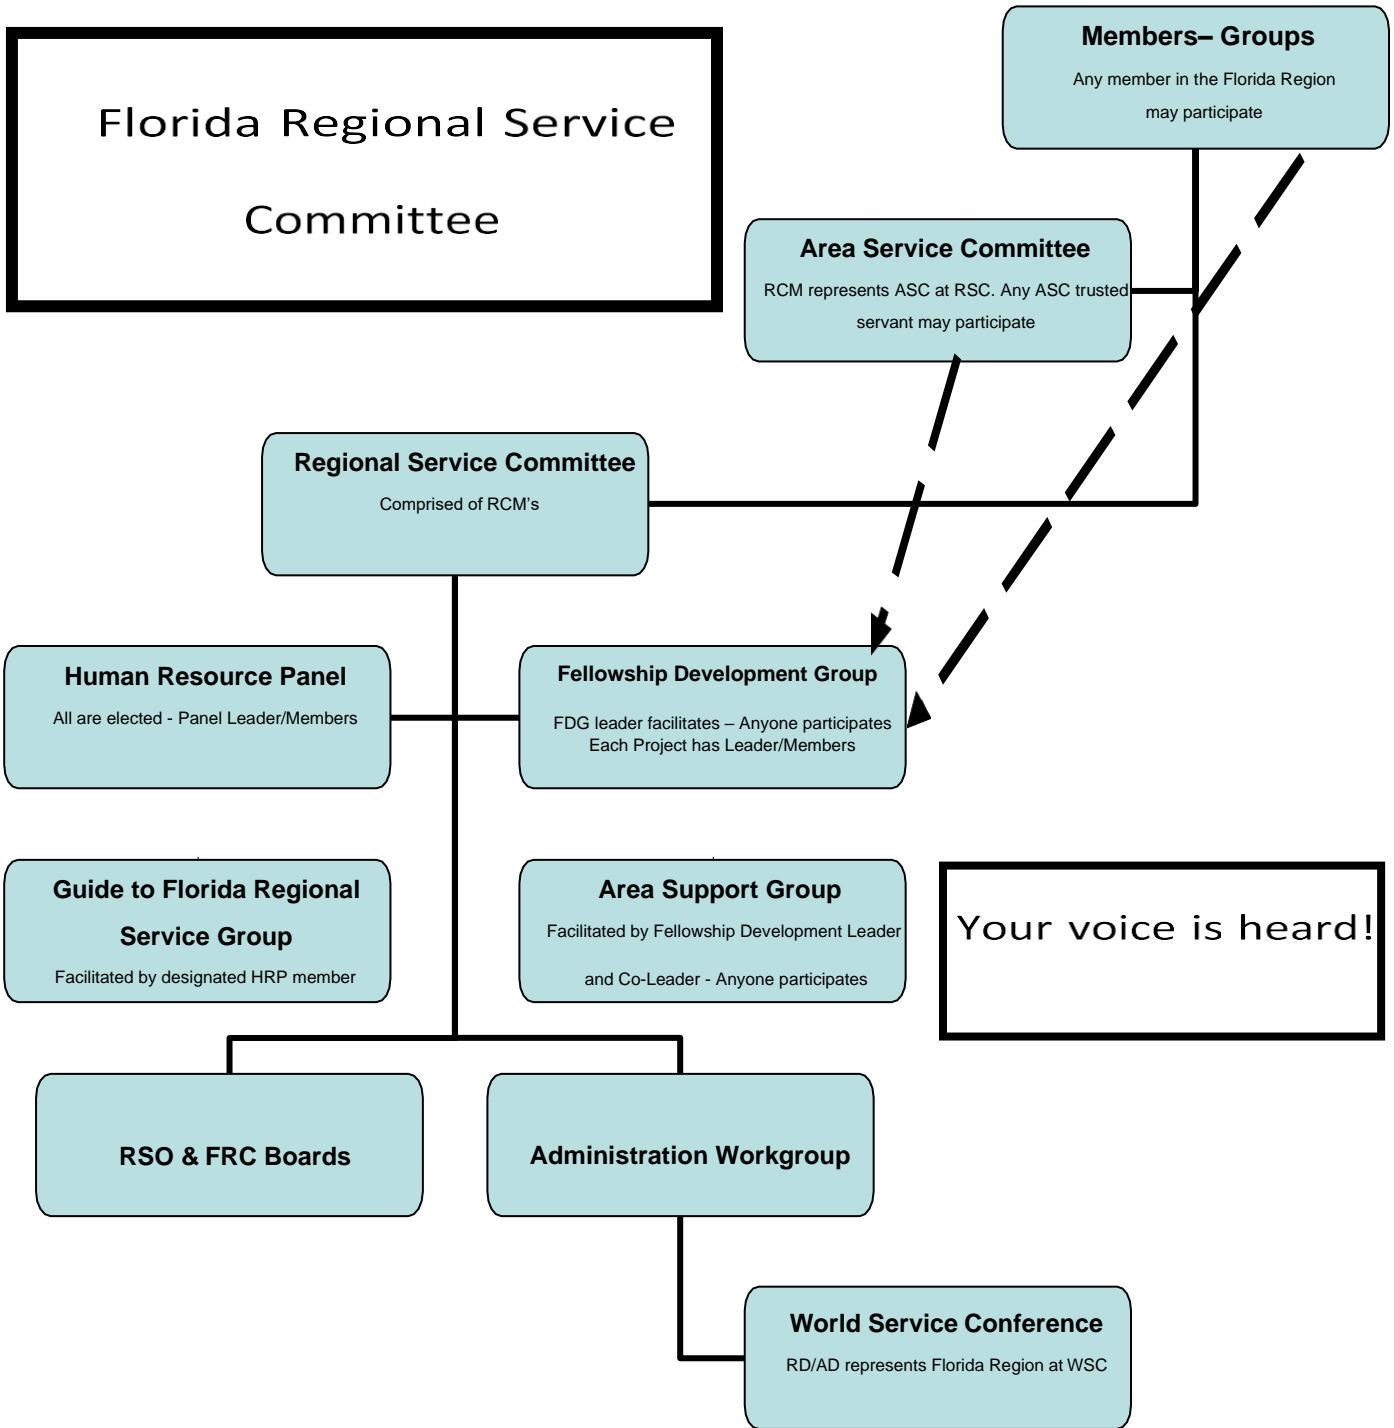 Florida Regional Service
Committee
Members– Groups
Any member in the Florida Region
may participate
Area Service Committee
RCM represents ASC at RSC. Any ASC trusted
servant may participate
Regional Service Committee
Comprised of RCM’s
Human Resource Panel
All are elected - Panel Leader/Members
Fellowship Development Group
FDG leader facilitates – Anyone participates
Each Project has Leader/Members
Guide to Florida Regional
Service Group
Facilitated by designated HRP member
Area Support Group
Facilitated by Fellowship Development Leader
and Co-Leader - Anyone participates
Your voice is heard!
RSO & FRC Boards
Administration Workgroup
World Service Conference
RD/AD represents Florida Region at WSC